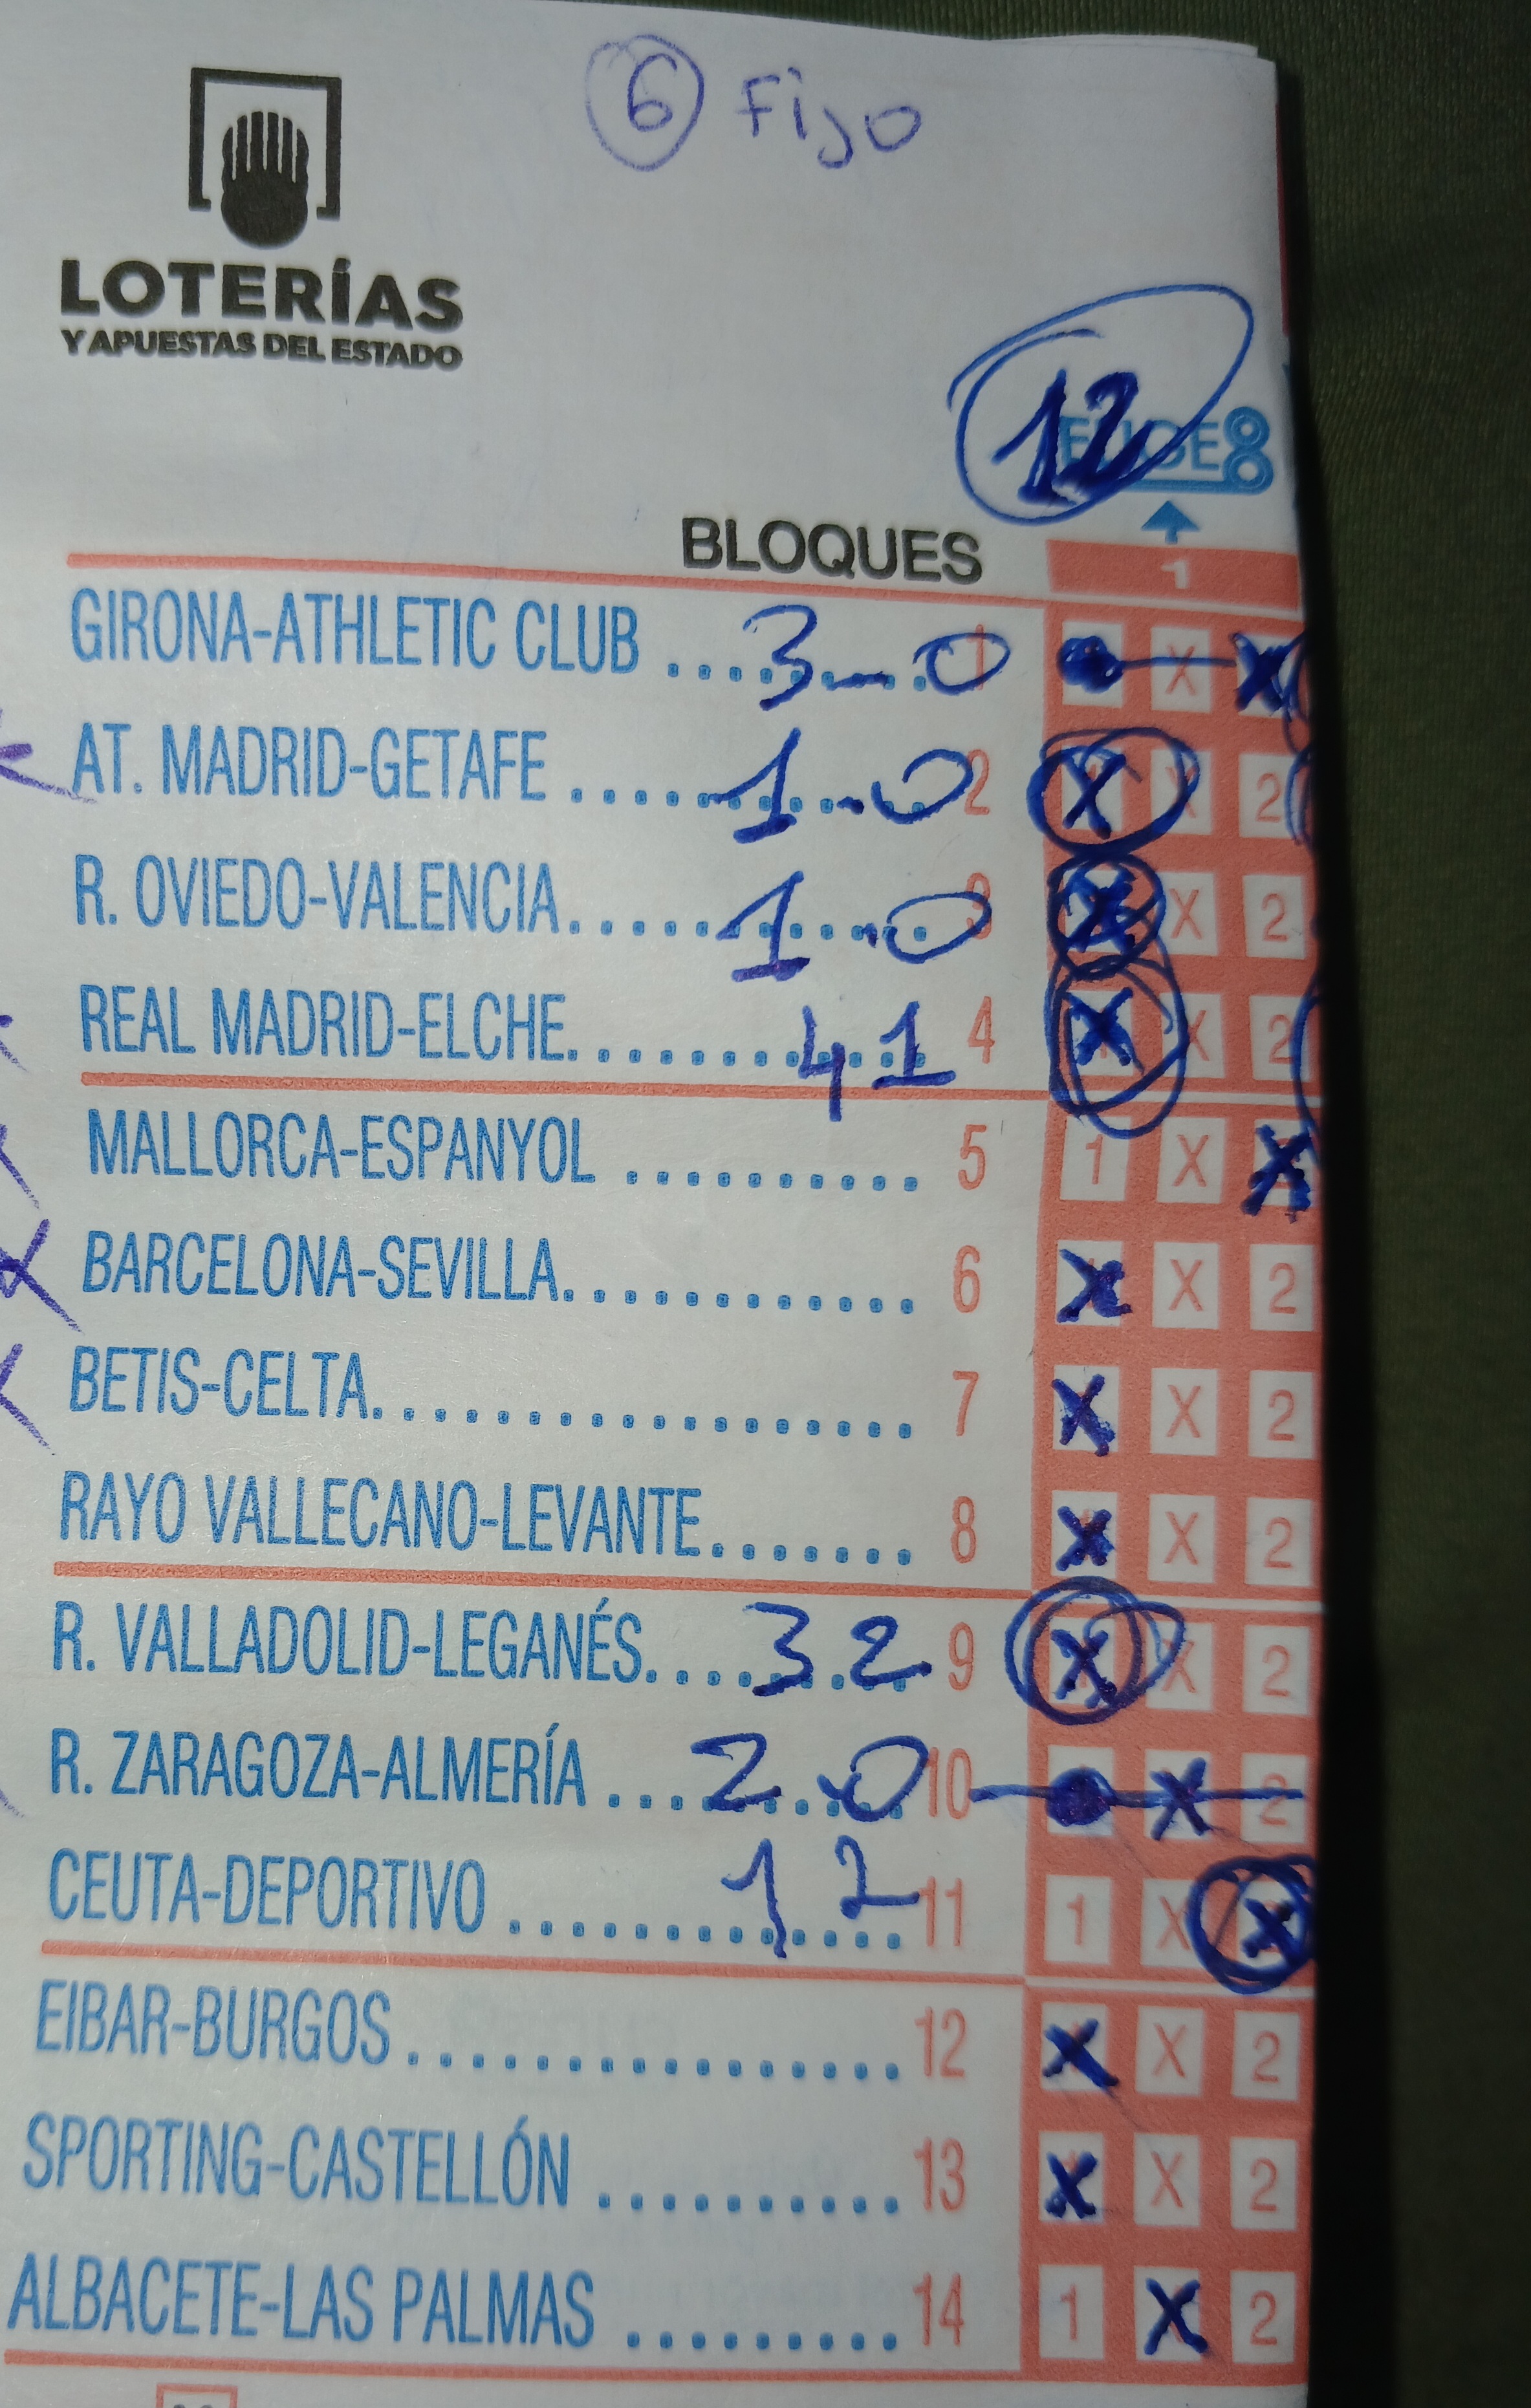 6 Fijo
LOTERÍAS
Y APUESTAS DEL ESTADO
12
ELIGE8
BLOQUES 1
GIRONA-ATHLETIC CLUB .......... 3-0 1 X X
AT. MADRID-GETAFE .......... 1-0 2 X X 2
R. OVIEDO-VALENCIA .......... 1-0 3 X X 2
REAL MADRID-ELCHE .......... 4 1 4 X X 2
MALLORCA-ESPANYOL .......... 5 1 X X
BARCELONA-SEVILLA............. 6 X X 2
BETIS-CELTA................... 7 X X 2
RAYO VALLECANO-LEVANTE....... 8 X X 2
R. VALLADOLID-LEGANÉS......... 3 2 9 X X 2
R. ZARAGOZA-ALMERÍA .......... 2-0 10 X 2
CEUTA-DEPORTIVO .............. 1 2 11 1 X X
EIBAR-BURGOS ................. 12 X X 2
SPORTING-CASTELLÓN .......... 13 X X 2
ALBACETE-LAS PALMAS ......... 14 1 X 2